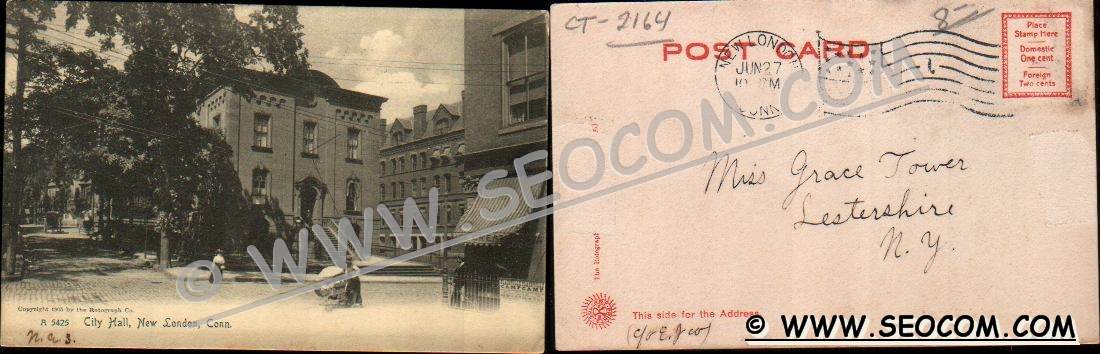 Copyright 1905 by the Rotograph Co.
A 5425 City Hall, New London, Conn.
N.G.S.
WWW.SEOCOM.COM
CT-2164
8-
POST CARD
Place
Stamp Here
Domestic
One cent
Foreign
Two cents
NEW LONDON
JUN 27
CONN
Miss Grace Tower
Lestershire
N.Y.
The Rotograph
This side for the Address
© WWW.SEOCOM.COM